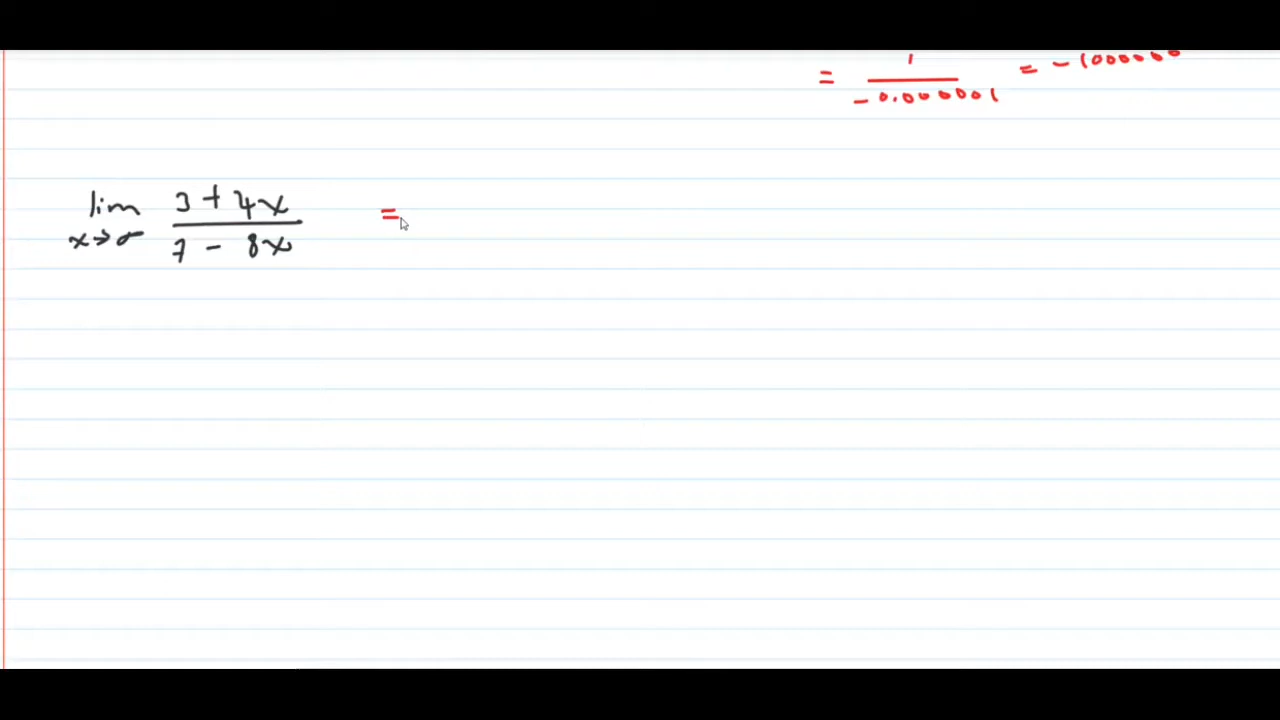 = 1 / -0.000001 = -1000000
lim x→∞ (3 + 4x) / (7 - 8x) =